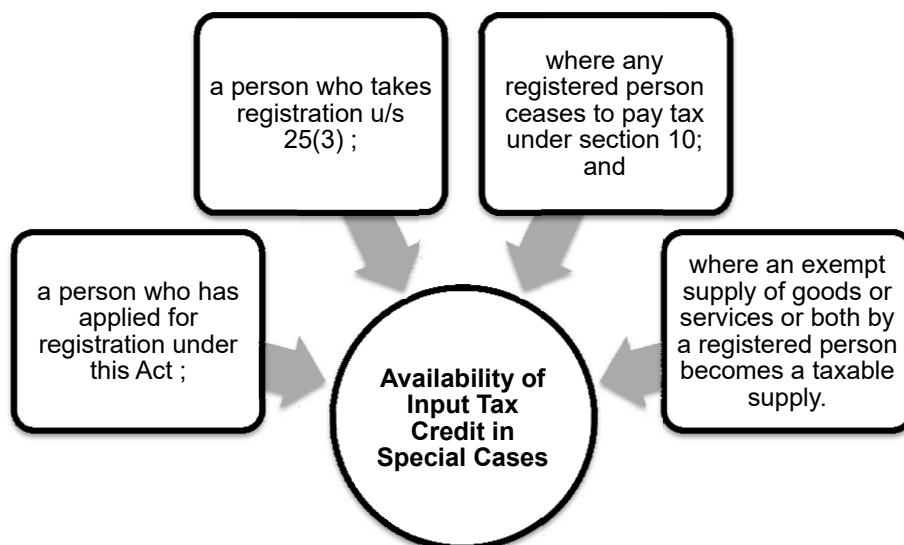 a person who has
applied for
registration under
this Act ;
a person who takes
registration u/s
25(3) ;
where any
registered person
ceases to pay tax
under section 10;
and
where an exempt
supply of goods or
services or both by
a registered person
becomes a taxable
supply.
Availability of
Input Tax
Credit in
Special Cases